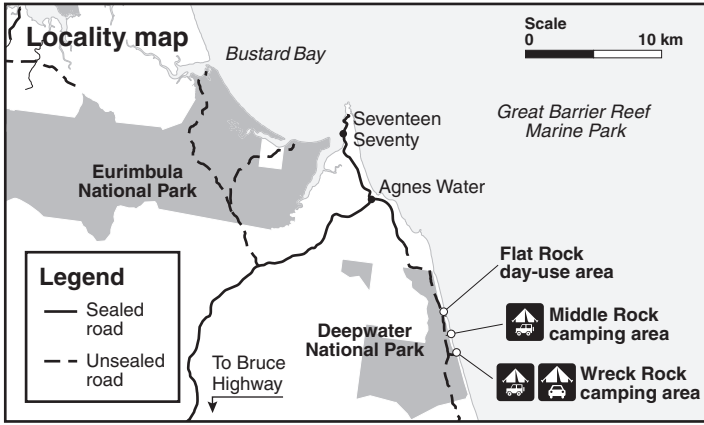 Locality map
Bustard Bay
Scale
0 10 km
Great Barrier Reef
Marine Park
Seventeen
Seventy
Eurimbula
National Park
Agnes Water
Flat Rock
day-use area
Legend
Sealed
road
Unsealed
road
Middle Rock
camping area
Deepwater
National Park
To Bruce
Highway
Wreck Rock
camping area